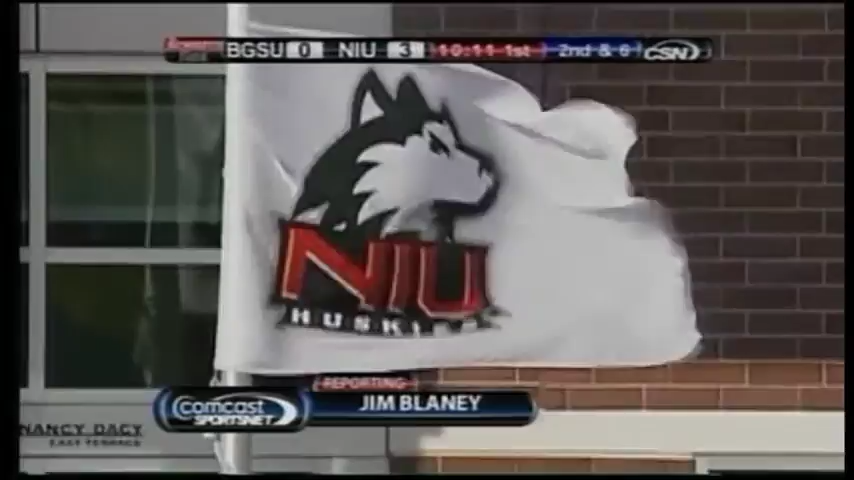 BGSU 0 NIU 3 10:11 1st 2nd & 6 CSN
NIU
HUSKIES
REPORTING
comcast SPORTSNET JIM BLANEY
NANCY DACY
EAST TERRACE